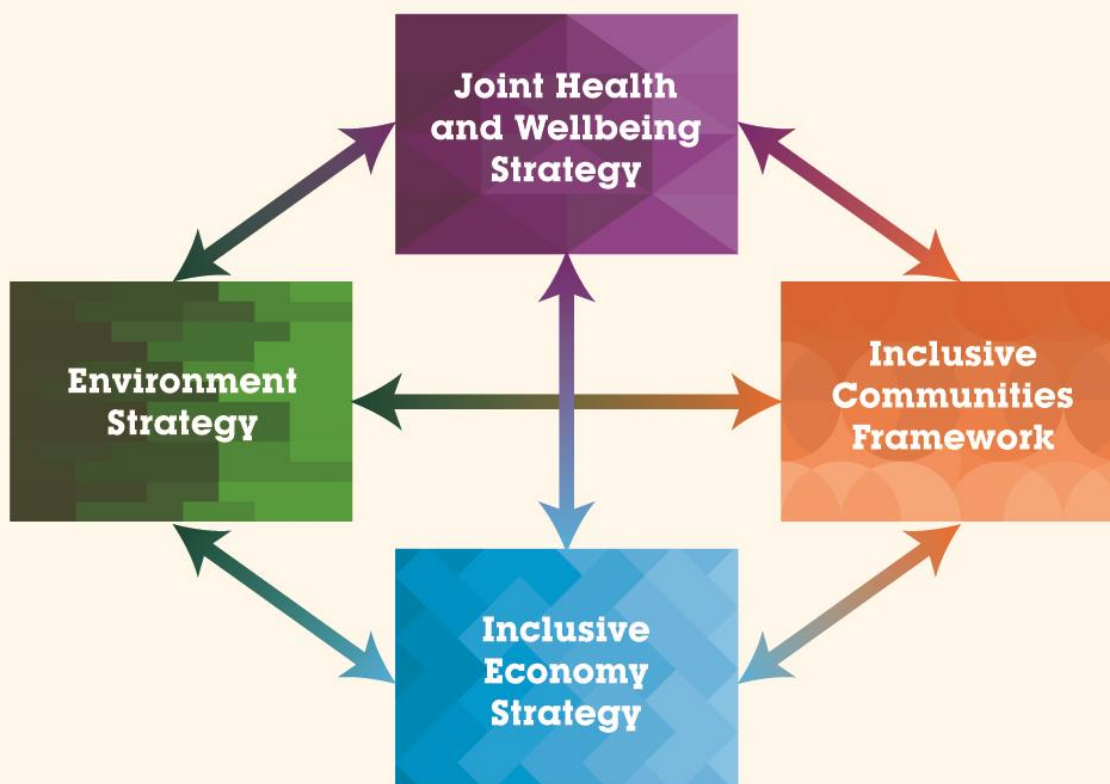 Joint Health
and Wellbeing
Strategy
Environment
Strategy
Inclusive
Communities
Framework
Inclusive
Economy
Strategy